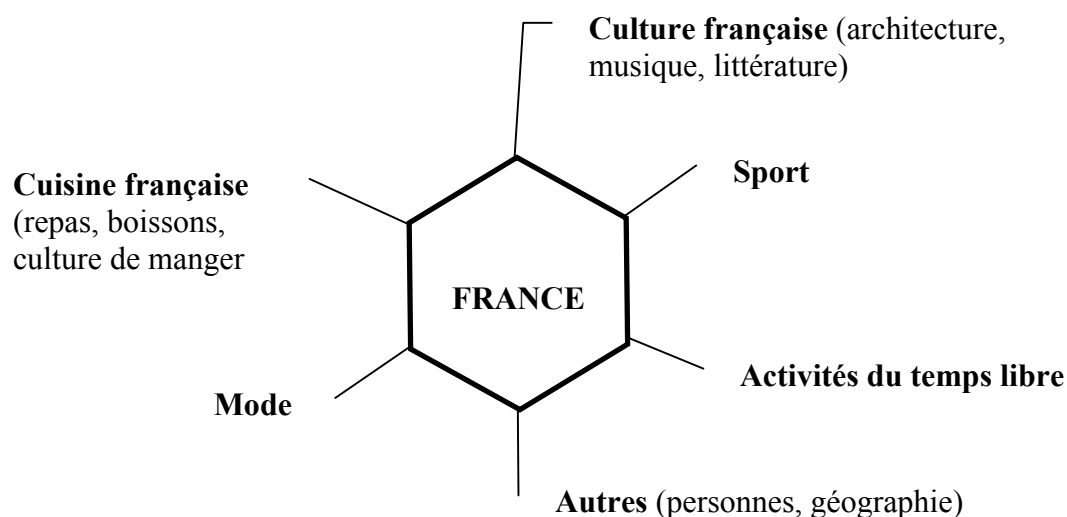 Culture française (architecture,
musique, littérature)
Sport
Cuisine française
(repas, boissons,
culture de manger
FRANCE
Activités du temps libre
Mode
Autres (personnes, géographie)